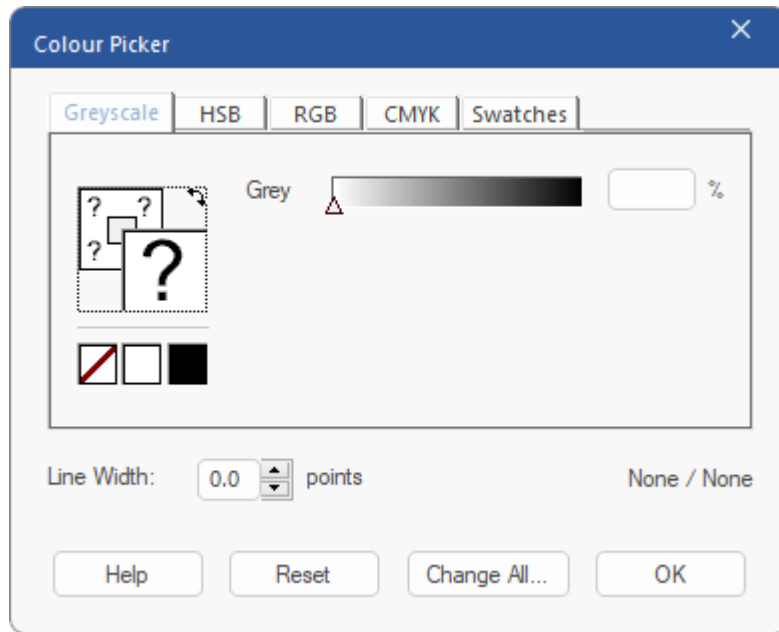 Colour Picker
Greyscale HSB RGB CMYK Swatches
Grey %
? ?
? ?
Line Width: 0.0 points None / None
Help Reset Change All... OK